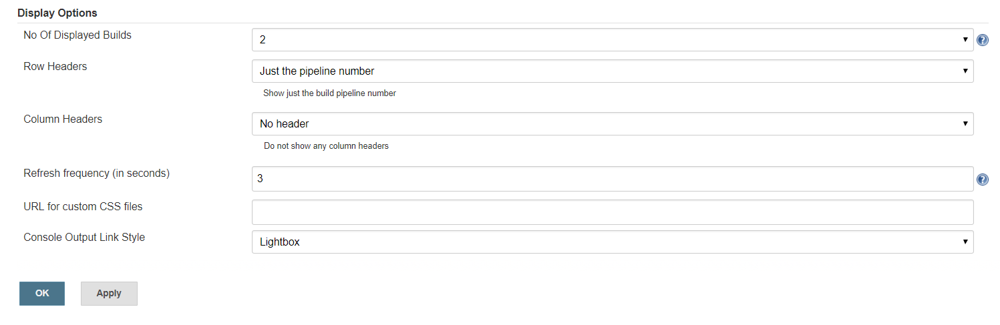 Display Options
No Of Displayed Builds
2
Row Headers
Just the pipeline number
Show just the build pipeline number
Column Headers
No header
Do not show any column headers
Refresh frequency (in seconds)
3
URL for custom CSS files
Console Output Link Style
Lightbox
OK Apply